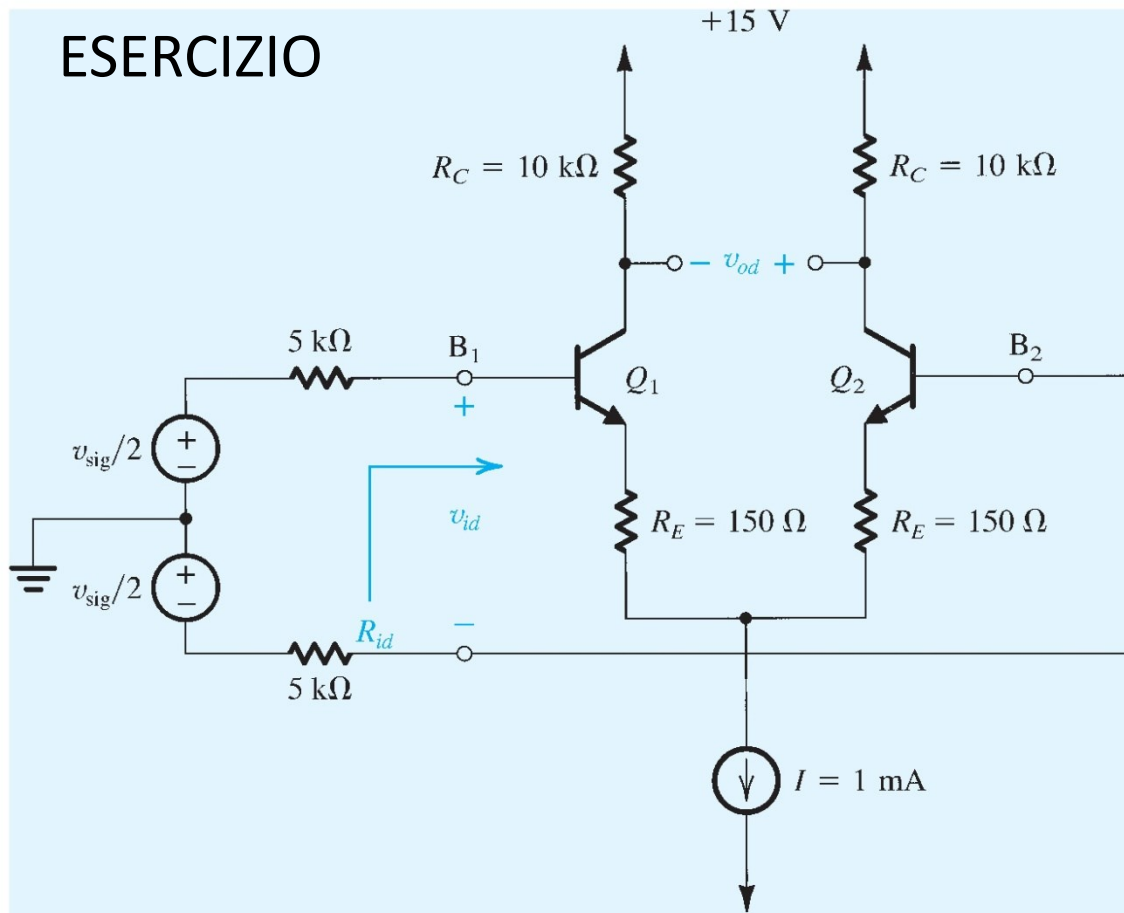 ESERCIZIO
+15 V
R_C = 10 kΩ
R_C = 10 kΩ
− v_od +
5 kΩ
B_1
B_2
Q_1
Q_2
+
+
−
v_sig/2
v_id
R_E = 150 Ω
R_E = 150 Ω
+
−
v_sig/2
R_id
−
5 kΩ
I = 1 mA